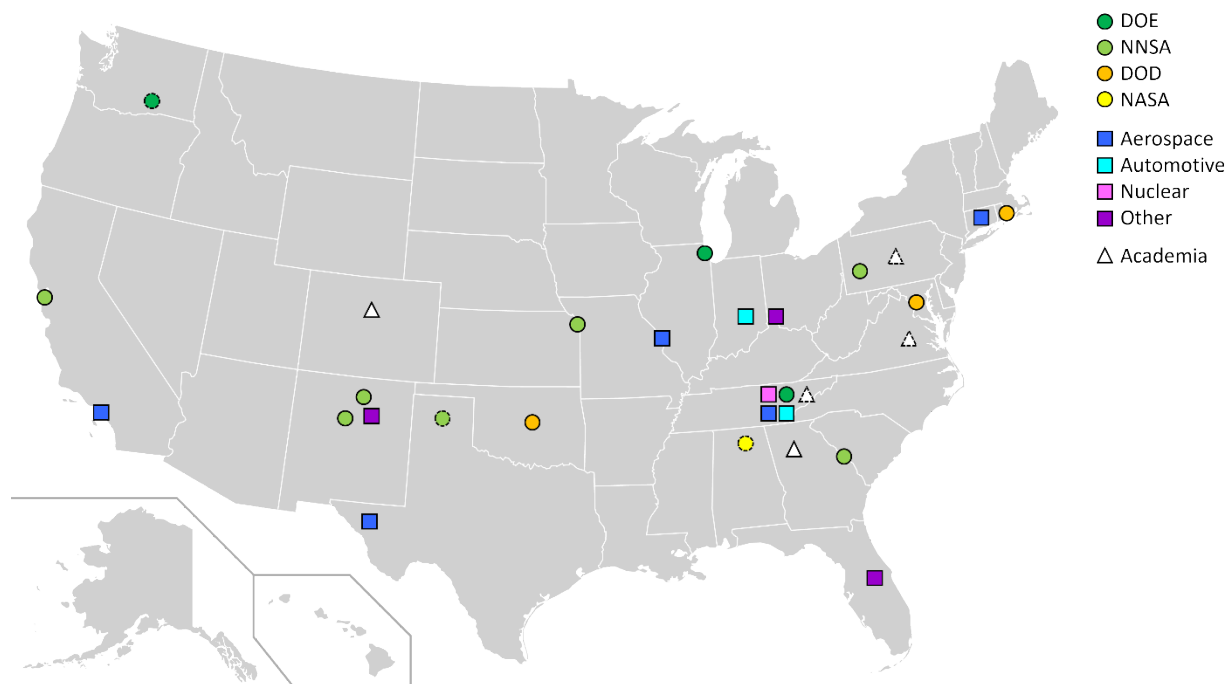 DOE
NNSA
DOD
NASA
Aerospace
Automotive
Nuclear
Other
Academia